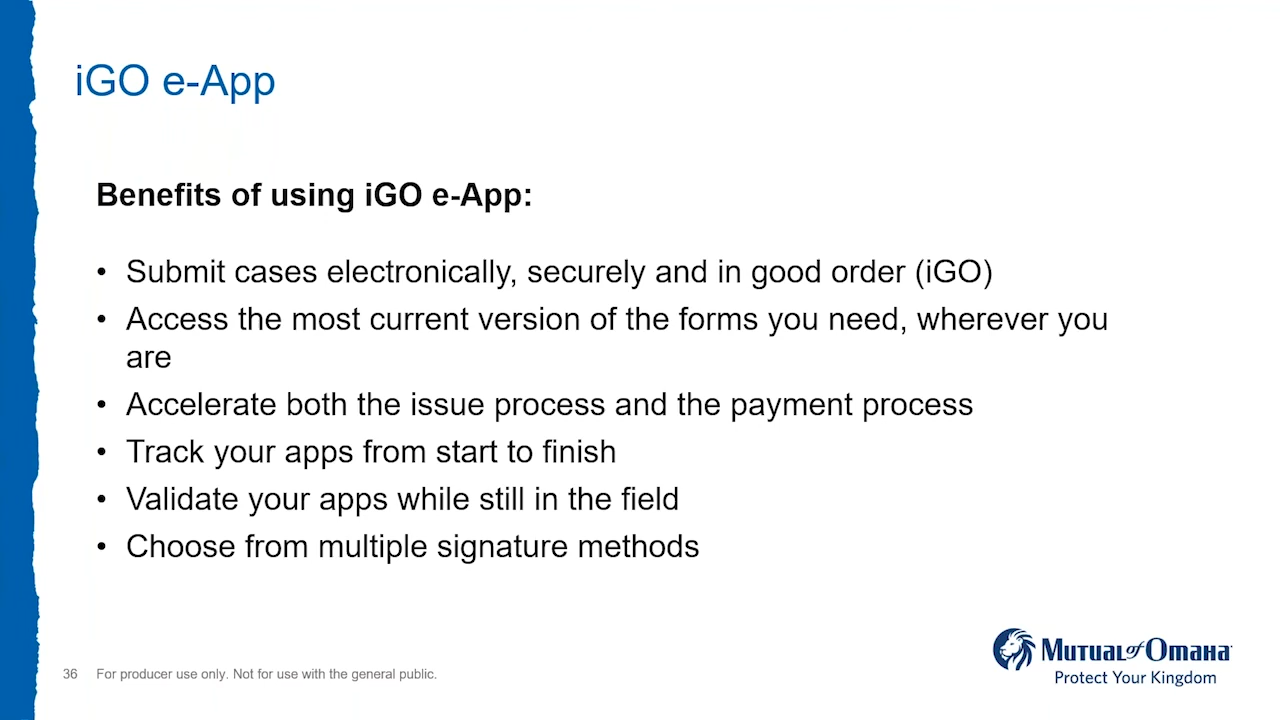 iGO e-App
Benefits of using iGO e-App:
• Submit cases electronically, securely and in good order (iGO)
• Access the most current version of the forms you need, wherever you
are
• Accelerate both the issue process and the payment process
• Track your apps from start to finish
• Validate your apps while still in the field
• Choose from multiple signature methods
36 For producer use only. Not for use with the general public.
Mutual of Omaha
Protect Your Kingdom